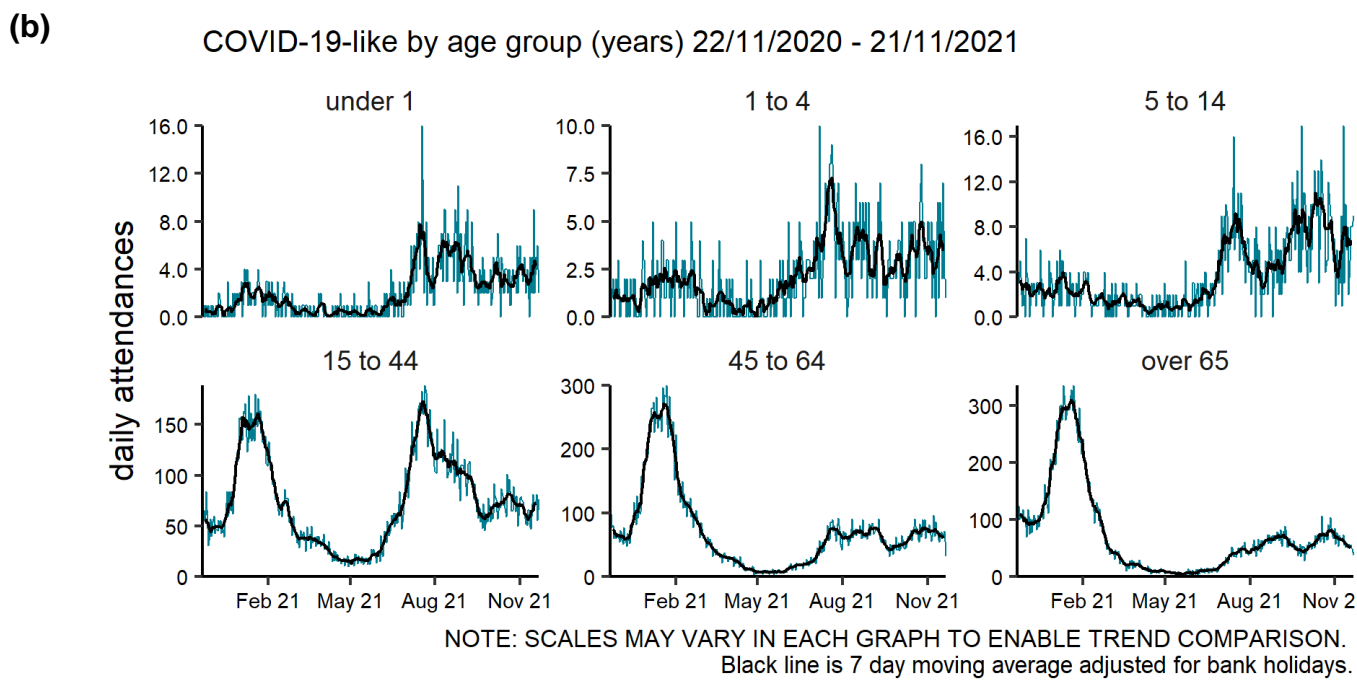 (b)
COVID-19-like by age group (years) 22/11/2020 - 21/11/2021
under 1
1 to 4
5 to 14
16.0
12.0
8.0
4.0
0.0
10.0
7.5
5.0
2.5
0.0
16.0
12.0
8.0
4.0
0.0
daily attendances
15 to 44
45 to 64
over 65
150
100
50
0
300
200
100
0
300
200
100
0
Feb 21 May 21 Aug 21 Nov 21
Feb 21 May 21 Aug 21 Nov 21
Feb 21 May 21 Aug 21 Nov 2
NOTE: SCALES MAY VARY IN EACH GRAPH TO ENABLE TREND COMPARISON.
Black line is 7 day moving average adjusted for bank holidays.